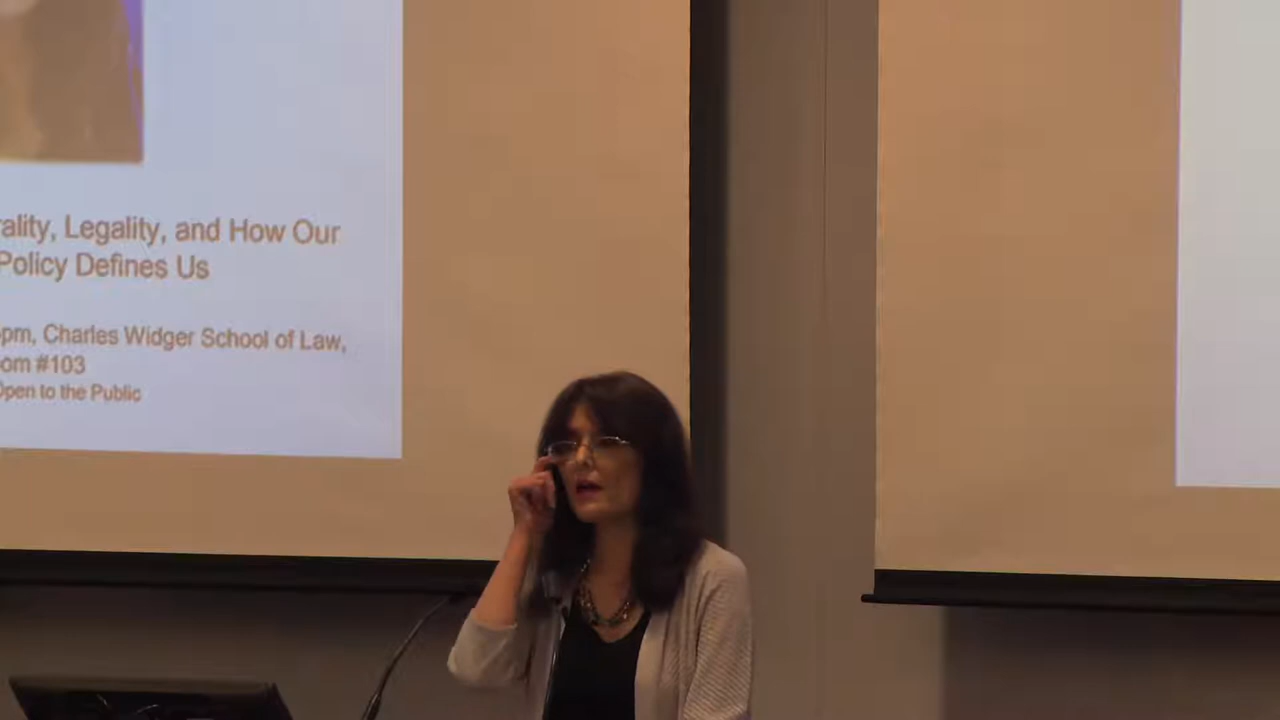 rality, Legality, and How Our
Policy Defines Us
pm, Charles Widger School of Law,
om #103
Open to the Public